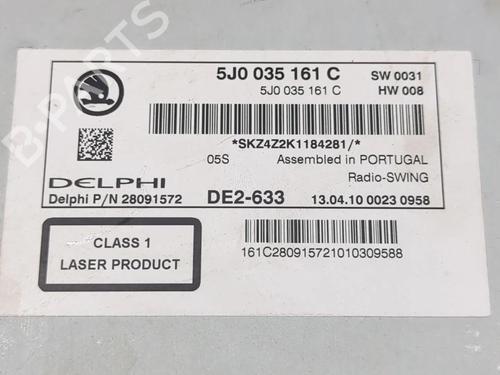 B-PARTS
5J0 035 161 C SW 0031
5J0 035 161 C HW 008
*SKZ4Z2K1184281/*
05S Assembled in PORTUGAL
DELPHI Radio-SWING
Delphi P/N 28091572 DE2-633 13.04.10 0023 0958
CLASS 1
LASER PRODUCT
161C280915721010309588